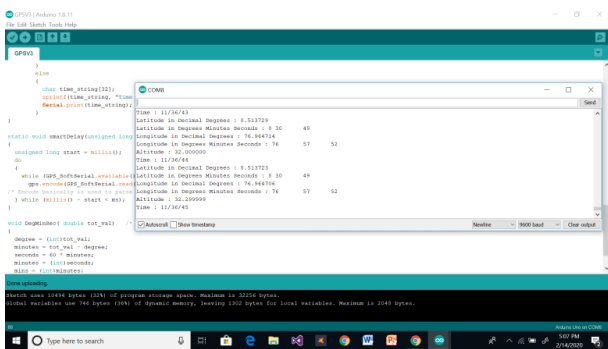 GPSV3 | Arduino 1.8.11
File Edit Sketch Tools Help
GPSV3
}
else
{
char time_string[32];
sprintf(time_string, "Time
Serial.print(time_string);
}
}
static void smartDelay(unsigned long
{
unsigned long start = millis();
do
{
while (GPS_SoftSerial.available()
gps.encode(GPS_SoftSerial.read(
/* Encode basically is used to parse
} while (millis() - start < ms);
}
void DegMinSec( double tot_val) /*
{
degree = (int)tot_val;
minutes = tot_val - degree;
seconds = 60 * minutes;
minutes = (int)seconds;
mins = (int)minutes;
COM8
Send
Time : 11/36/43
Latitude in Decimal Degrees : 8.513729
Latitude in Degrees Minutes Seconds : 8 30 49
Longitude in Decimal Degrees : 76.964714
Longitude in Degrees Minutes Seconds : 76 57 52
Altitude : 32.000000
Time : 11/36/44
Latitude in Decimal Degrees : 8.513723
Latitude in Degrees Minutes Seconds : 8 30 49
Longitude in Decimal Degrees : 76.964706
Longitude in Degrees Minutes Seconds : 76 57 52
Altitude : 32.299999
Time : 11/36/45
Autoscroll Show timestamp Newline 9600 baud Clear output
Done uploading.
Sketch uses 10494 bytes (32%) of program storage space. Maximum is 32256 bytes.
Global variables use 746 bytes (36%) of dynamic memory, leaving 1302 bytes for local variables. Maximum is 2048 bytes.
Arduino Uno on COM8
Type here to search
5:07 PM
2/14/2020